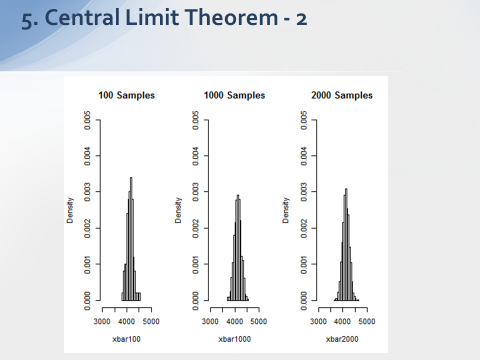 5. Central Limit Theorem - 2
100 Samples
1000 Samples
2000 Samples
Density
0.000 0.001 0.002 0.003 0.004 0.005
3000 4000 5000
xbar100
Density
0.000 0.001 0.002 0.003 0.004 0.005
3000 4000 5000
xbar1000
Density
0.000 0.001 0.002 0.003 0.004 0.005
3000 4000 5000
xbar2000